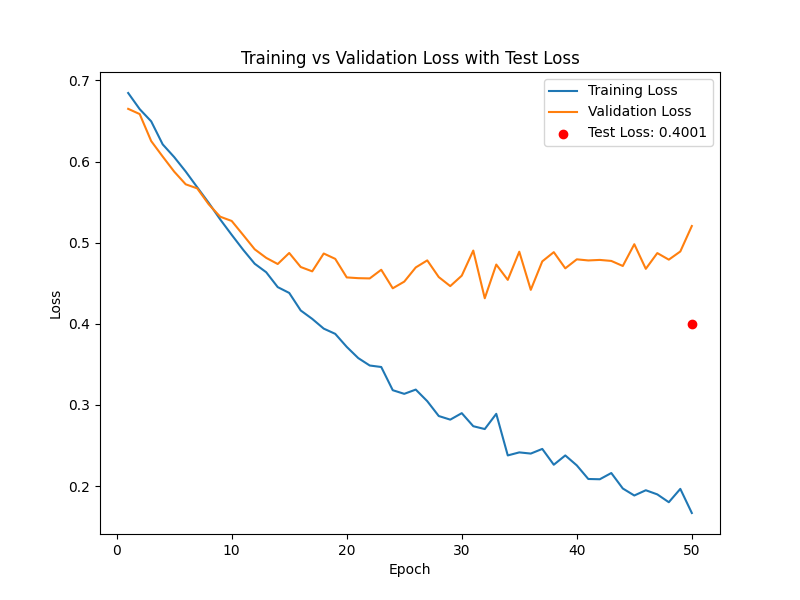 Training vs Validation Loss with Test Loss
Training Loss
Validation Loss
Test Loss: 0.4001
Loss
0.7
0.6
0.5
0.4
0.3
0.2
0 10 20 30 40 50
Epoch